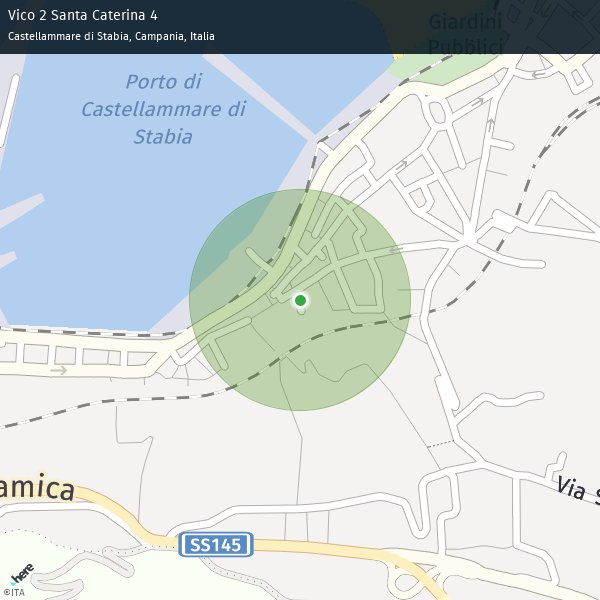 Vico 2 Santa Caterina 4
Castellammare di Stabia, Campania, Italia
Giardini
Pubblici
Porto di
Castellammare di
Stabia
amica
Via S
SS145
here
©ITA